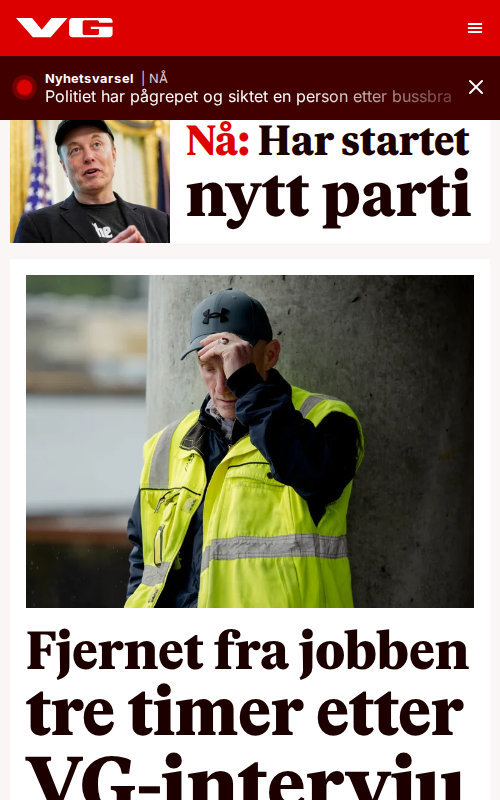 VG
Nyhetsvarsel | NÅ
Politiet har pågrepet og siktet en person etter bussbra
Nå: Har startet
nytt parti
he
Fjernet fra jobben
tre timer etter
VG-intervju